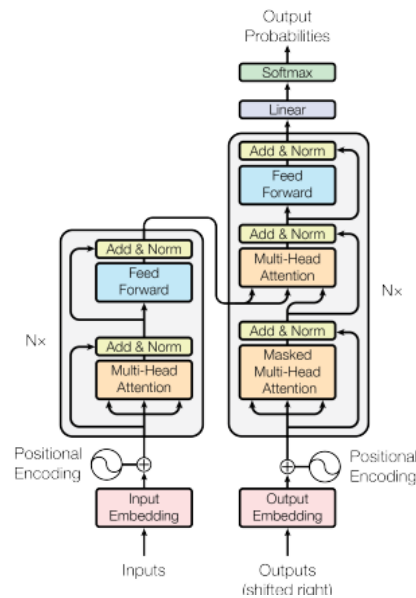 Output
Probabilities
Softmax
Linear
Add & Norm
Feed
Forward
Add & Norm
Multi-Head
Attention
Nx
Add & Norm
Masked
Multi-Head
Attention
Add & Norm
Feed
Forward
Nx
Add & Norm
Multi-Head
Attention
Positional
Encoding
Positional
Encoding
Input
Embedding
Output
Embedding
Inputs
Outputs
(shifted right)